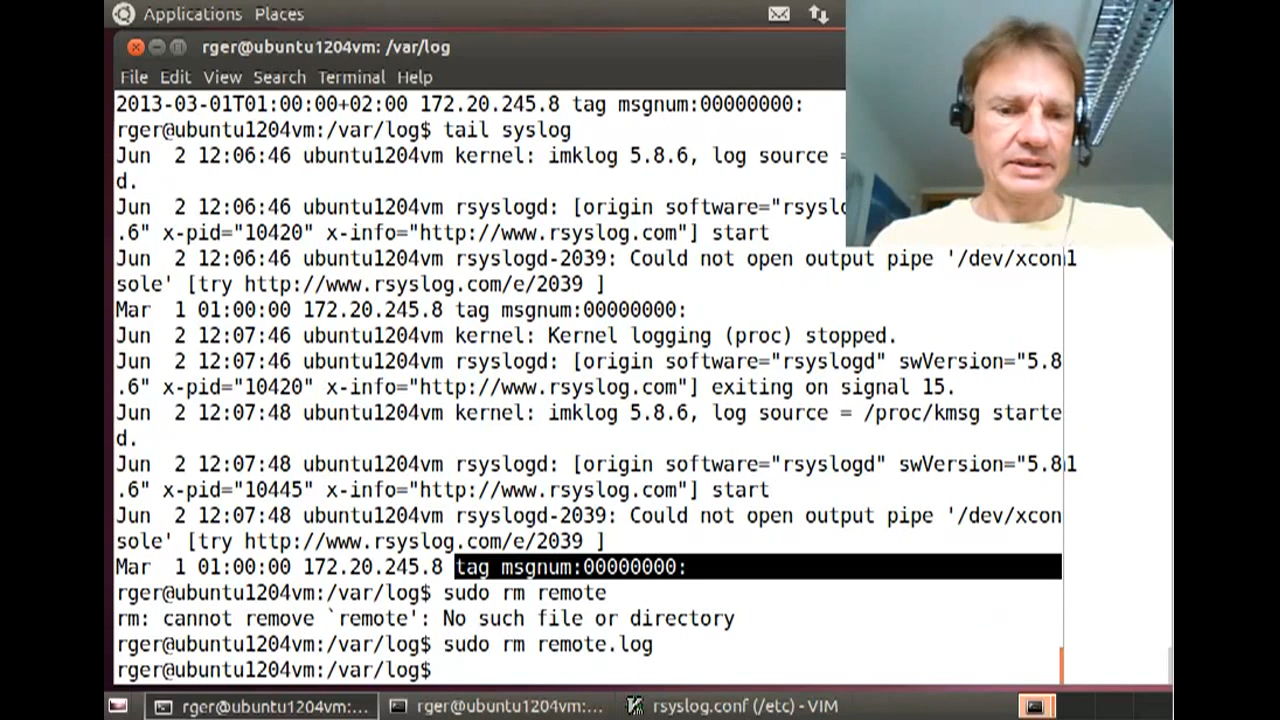 Applications Places
rger@ubuntu1204vm: /var/log
File Edit View Search Terminal Help
2013-03-01T01:00:00+02:00 172.20.245.8 tag msgnum:00000000:
rger@ubuntu1204vm:/var/log$ tail syslog
Jun  2 12:06:46 ubuntu1204vm kernel: imklog 5.8.6, log source =
d.
Jun  2 12:06:46 ubuntu1204vm rsyslogd: [origin software="rsyslo
.6" x-pid="10420" x-info="http://www.rsyslog.com"] start
Jun  2 12:06:46 ubuntu1204vm rsyslogd-2039: Could not open output pipe '/dev/xcon1
sole' [try http://www.rsyslog.com/e/2039 ]
Mar  1 01:00:00 172.20.245.8 tag msgnum:00000000:
Jun  2 12:07:46 ubuntu1204vm kernel: Kernel logging (proc) stopped.
Jun  2 12:07:46 ubuntu1204vm rsyslogd: [origin software="rsyslogd" swVersion="5.8
.6" x-pid="10420" x-info="http://www.rsyslog.com"] exiting on signal 15.
Jun  2 12:07:48 ubuntu1204vm kernel: imklog 5.8.6, log source = /proc/kmsg starte
d.
Jun  2 12:07:48 ubuntu1204vm rsyslogd: [origin software="rsyslogd" swVersion="5.81
.6" x-pid="10445" x-info="http://www.rsyslog.com"] start
Jun  2 12:07:48 ubuntu1204vm rsyslogd-2039: Could not open output pipe '/dev/xcon
sole' [try http://www.rsyslog.com/e/2039 ]
Mar  1 01:00:00 172.20.245.8 tag msgnum:00000000:
rger@ubuntu1204vm:/var/log$ sudo rm remote
rm: cannot remove `remote': No such file or directory
rger@ubuntu1204vm:/var/log$ sudo rm remote.log
rger@ubuntu1204vm:/var/log$
rger@ubuntu1204vm:... rger@ubuntu1204vm:... rsyslog.conf (/etc) - VIM